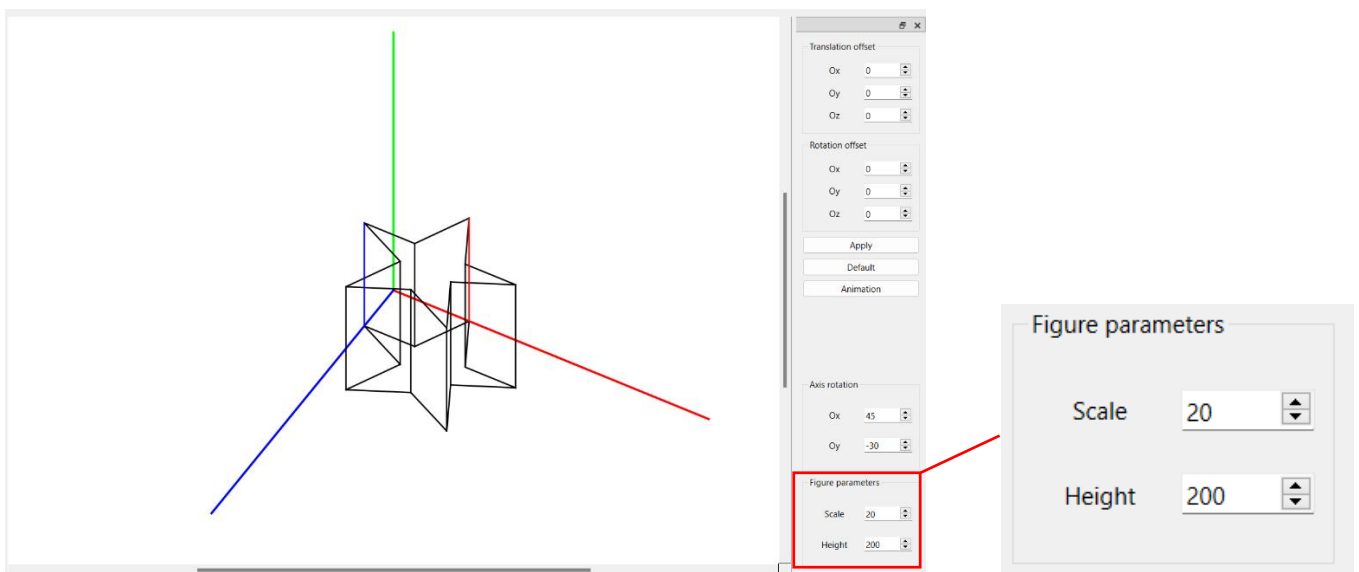 Translation offset
Ox 0
Oy 0
Oz 0
Rotation offset
Ox 0
Oy 0
Oz 0
Apply
Default
Animation
Axis rotation
Ox 45
Oy -30
Figure parameters
Scale 20
Height 200
Figure parameters
Scale 20
Height 200